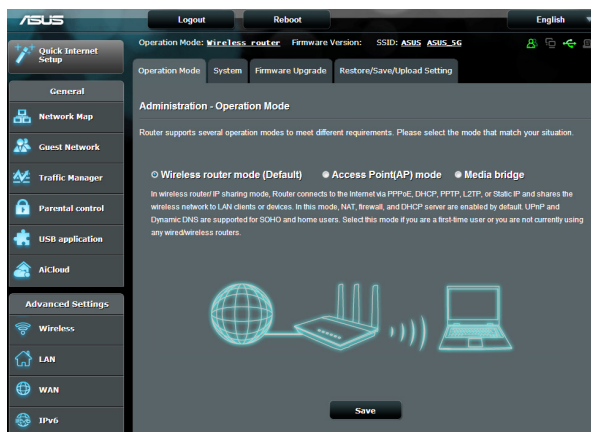 ASUS
Logout
Reboot
English
Quick Internet
Setup
Operation Mode: Wireless router Firmware Version: SSID: ASUS ASUS_5G
Operation Mode
System
Firmware Upgrade
Restore/Save/Upload Setting
General
Network Map
Guest Network
Traffic Manager
Parental control
USB application
AiCloud
Advanced Settings
Wireless
LAN
WAN
IPv6
Administration - Operation Mode
Router supports several operation modes to meet different requirements. Please select the mode that match your situation.
Wireless router mode (Default)
Access Point(AP) mode
Media bridge
In wireless router/ IP sharing mode, Router connects to the Internet via PPPoE, DHCP, PPTP, L2TP, or Static IP and shares the
wireless network to LAN clients or devices. In this mode, NAT, firewall, and DHCP server are enabled by default. UPnP and
Dynamic DNS are supported for SOHO and home users. Select this mode if you are a first-time user or you are not currently using
any wired/wireless routers.
Save